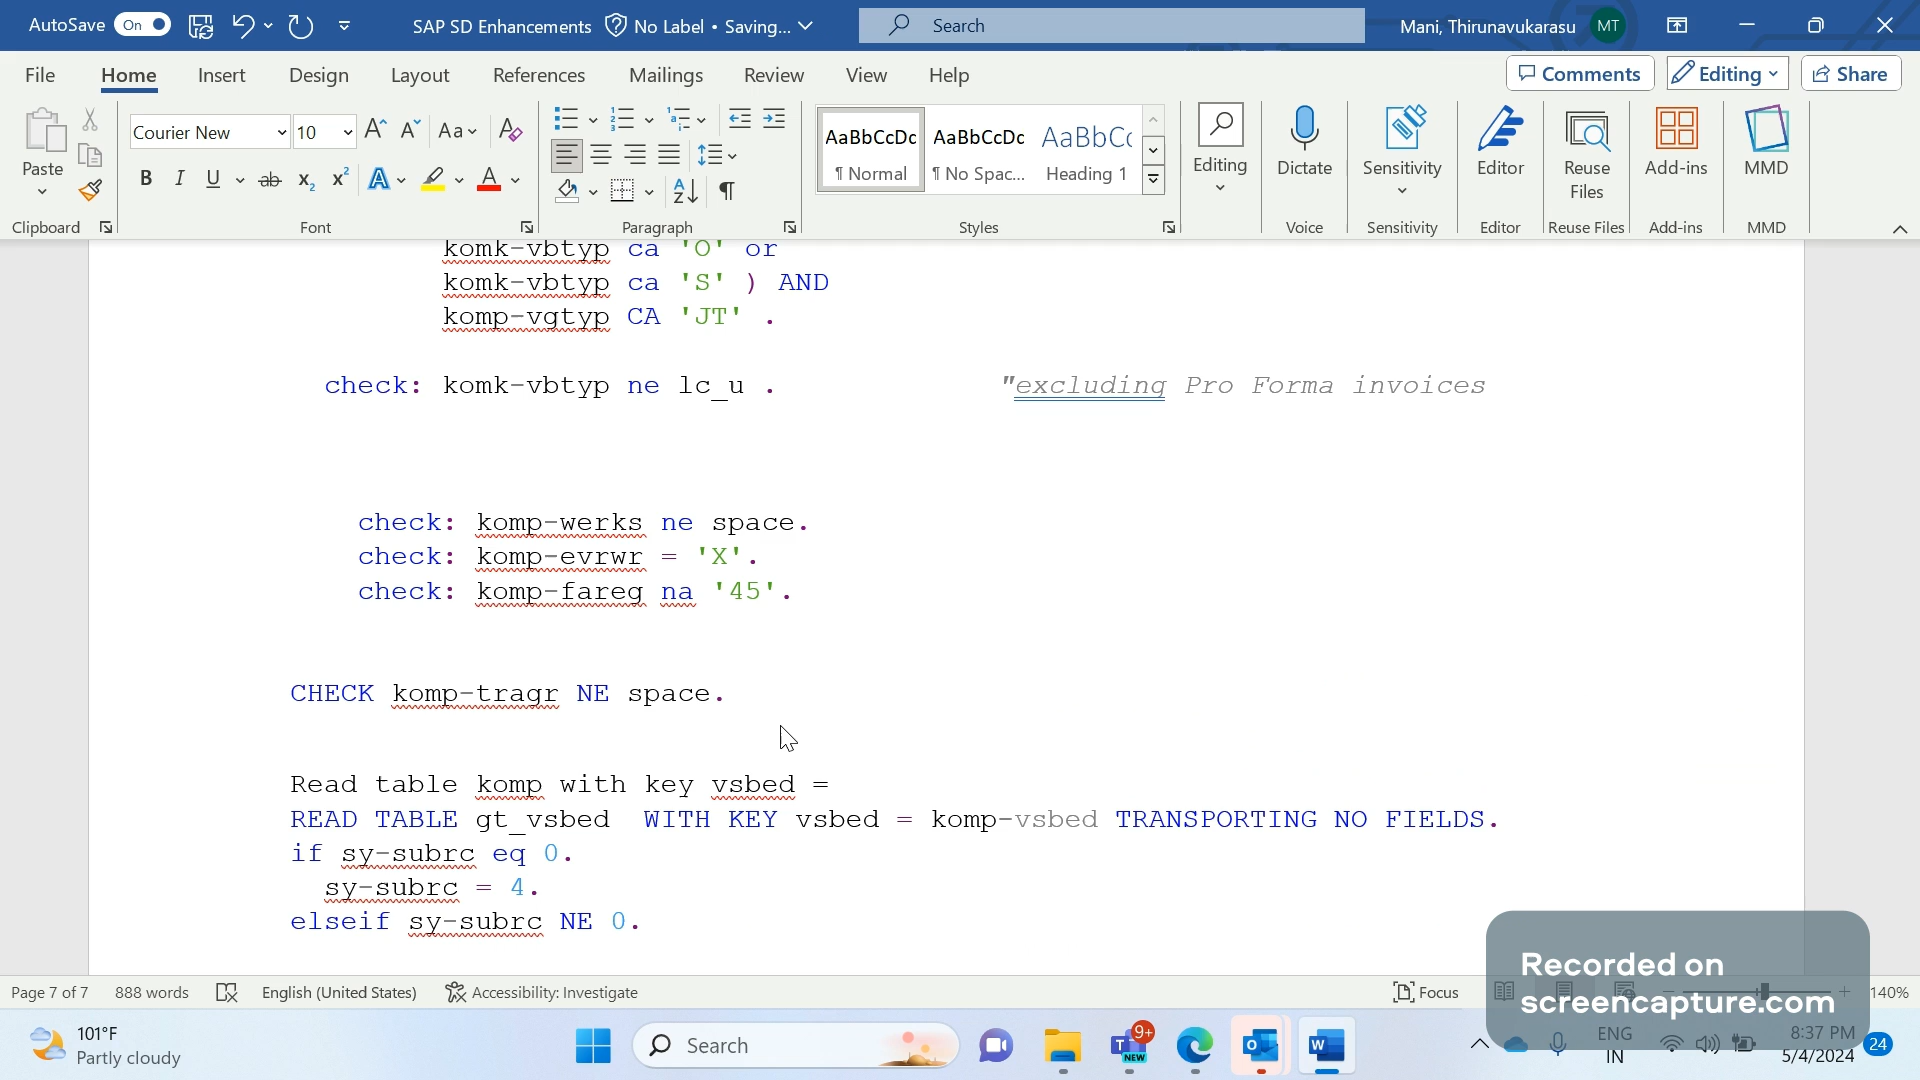 AutoSave On SAP SD Enhancements No Label • Saving... Search Mani, Thirunavukarasu MT
File Home Insert Design Layout References Mailings Review View Help Comments Editing Share
Paste
Clipboard
Courier New 10 Aa
B I U ab x₂ x² A A
Font
Paragraph
AaBbCcDc AaBbCcDc AaBbCc
¶ Normal ¶ No Spac... Heading 1
Styles
Editing
Dictate
Voice
Sensitivity
Sensitivity
Editor
Editor
Reuse
Files
Reuse Files
Add-ins
Add-ins
MMD
MMD
komk-vbtyp ca 'O' or
komk-vbtyp ca 'S' ) AND
komp-vgtyp CA 'JT' .
check: komk-vbtyp ne lc_u . "excluding Pro Forma invoices
check: komp-werks ne space.
check: komp-evrwr = 'X'.
check: komp-fareg na '45'.
CHECK komp-tragr NE space.
Read table komp with key vsbed =
READ TABLE gt_vsbed WITH KEY vsbed = komp-vsbed TRANSPORTING NO FIELDS.
if sy-subrc eq 0.
sy-subrc = 4.
elseif sy-subrc NE 0.
Recorded on
screencapture.com
Page 7 of 7 888 words English (United States) Accessibility: Investigate Focus 140%
101°F
Partly cloudy
Search
9+
NEW
ENG
IN
8:37 PM
5/4/2024
24